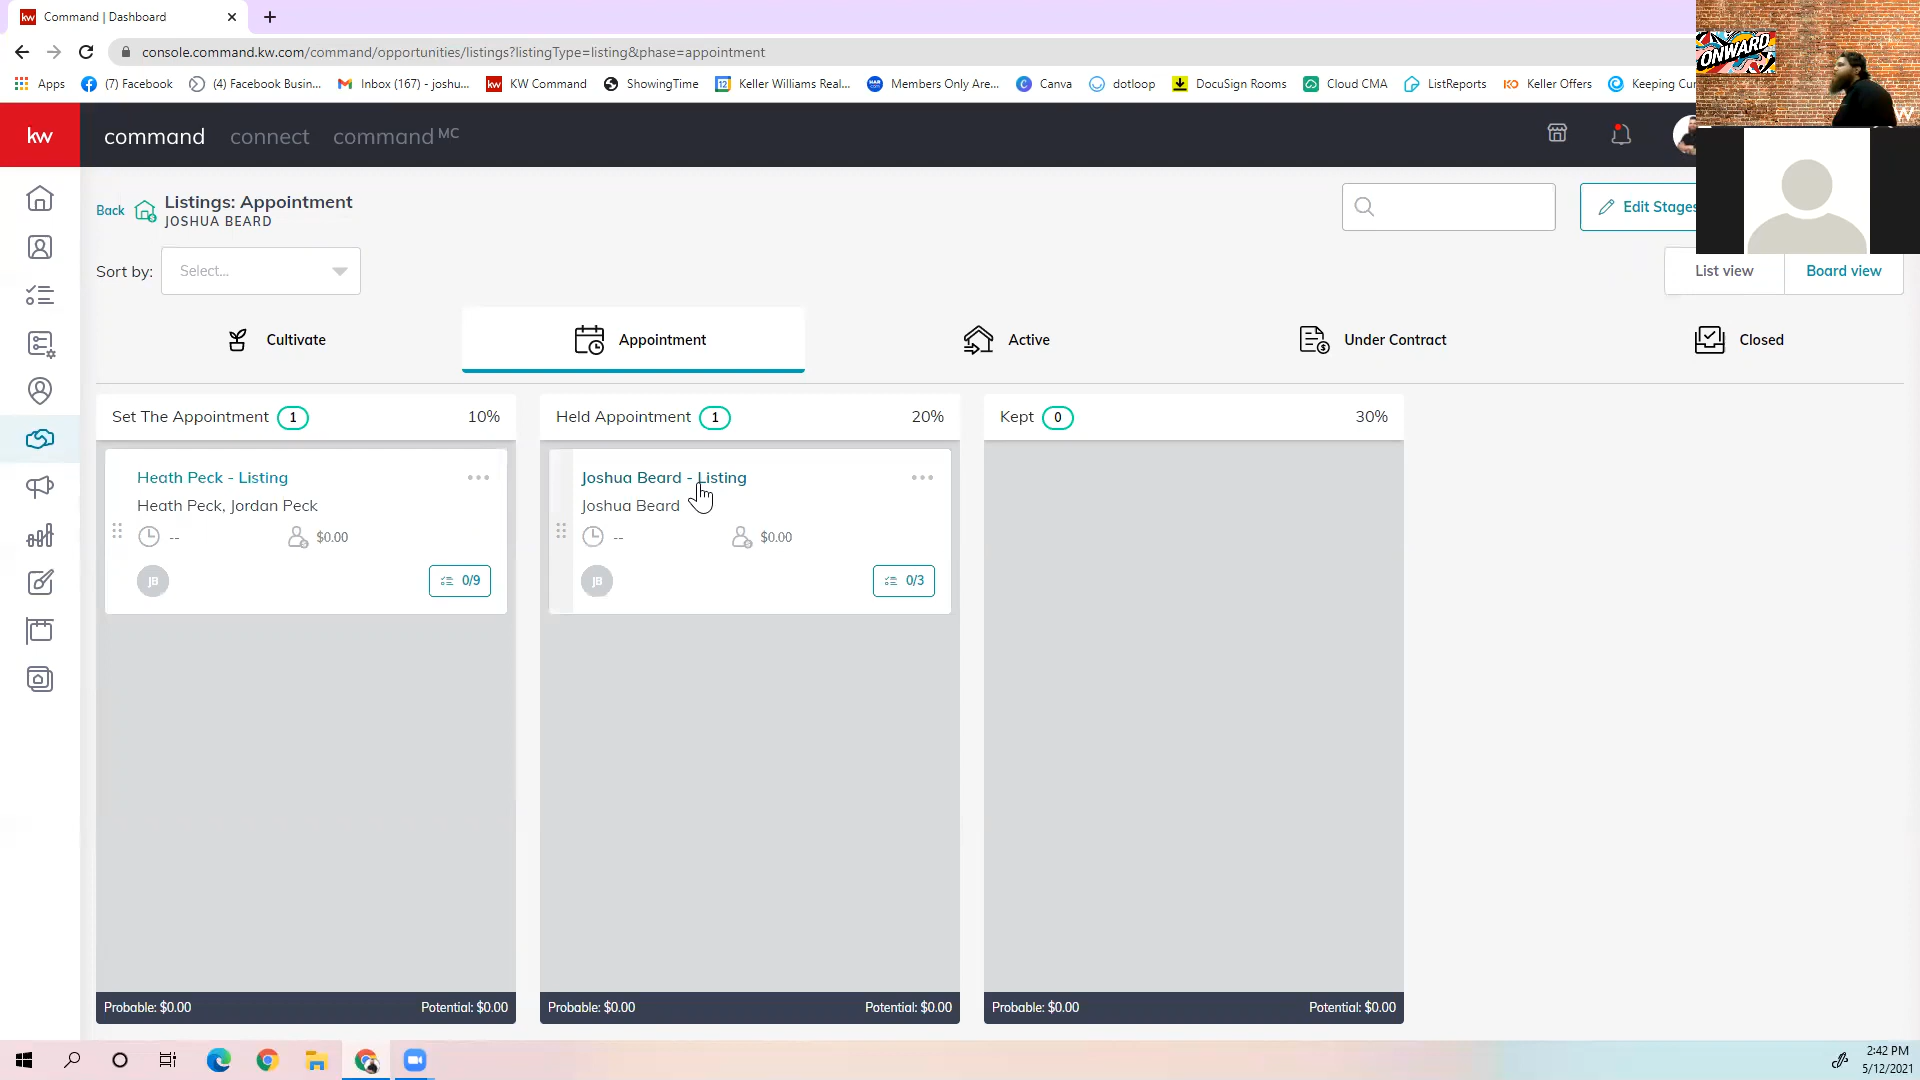 Command | Dashboard
console.command.kw.com/command/opportunities/listings?listingType=listing&phase=appointment
Apps (7) Facebook (4) Facebook Busin... Inbox (167) - joshu... KW Command ShowingTime Keller Williams Real... Members Only Are... Canva dotloop DocuSign Rooms Cloud CMA ListReports Keller Offers Keeping Cur
ONWARD
kw command connect command MC
Back Listings: Appointment
JOSHUA BEARD
Edit Stages
Sort by: Select... List view Board view
Cultivate Appointment Active Under Contract Closed
Set The Appointment 1 10% Held Appointment 1 20% Kept 0 30%
Heath Peck - Listing Joshua Beard - Listing
Heath Peck, Jordan Peck Joshua Beard
-- $0.00 -- $0.00
JB 0/9 JB 0/3
Probable: $0.00 Potential: $0.00 Probable: $0.00 Potential: $0.00 Probable: $0.00 Potential: $0.00
2:42 PM
5/12/2021